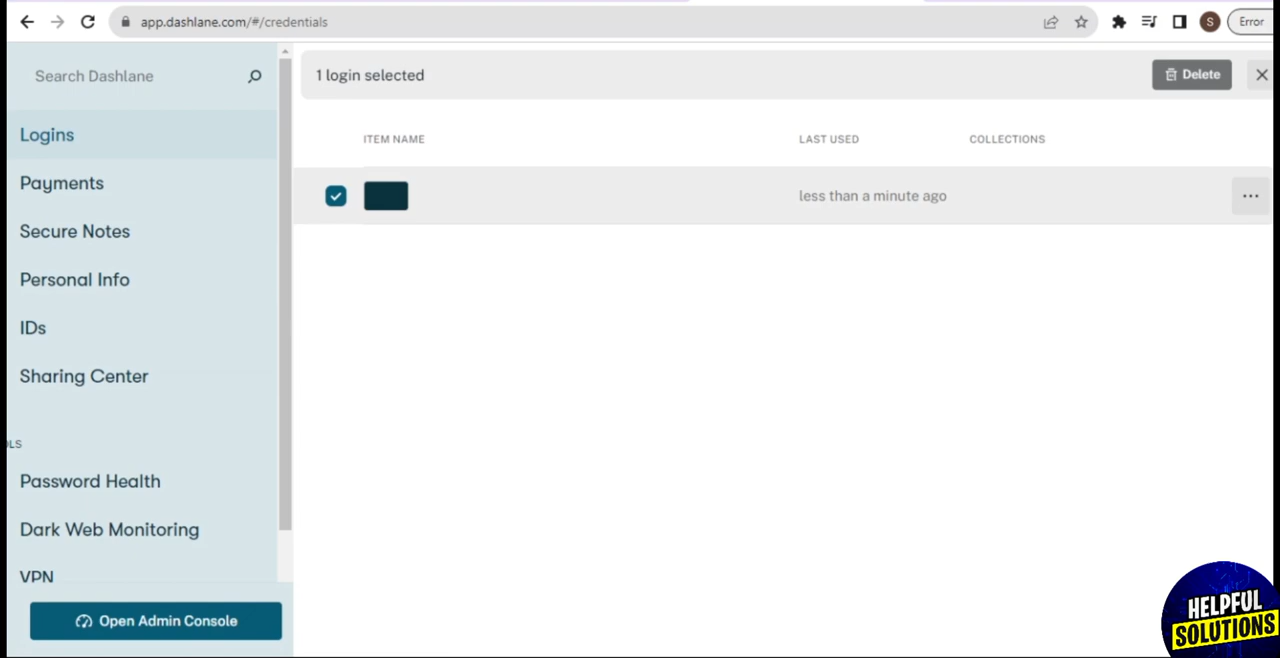 app.dashlane.com/#/credentials
S
Error
Search Dashlane
1 login selected
Delete
ITEM NAME
LAST USED
COLLECTIONS
less than a minute ago
Logins
Payments
Secure Notes
Personal Info
IDs
Sharing Center
OLS
Password Health
Dark Web Monitoring
VPN
Open Admin Console
HELPFUL
SOLUTIONS